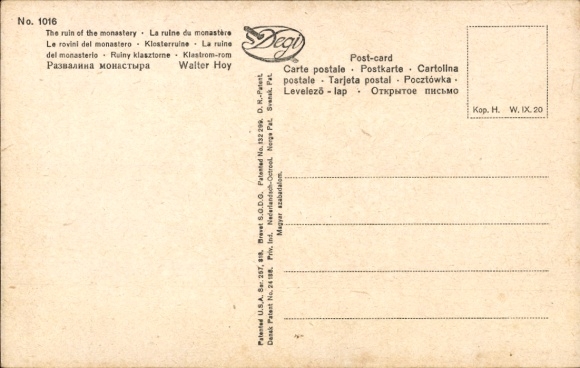 No. 1016
The ruin of the monastery · La ruine du monastère
Le rovini del monastero · Klosterruine · La ruine
del monasterio · Ruiny klasztorne · Klastrom-rom
Развалина монастыра Walter Hoy
Degi
Post-card
Carte postale · Postkarte · Cartolina
postale · Tarjeta postal · Pocztówka ·
Levelező - lap · Открытое письмо
Kop. H. W. IX. 20
Patented U.S.A. Ser. 257, 818. Brevet S.G.D.G. Patented No. 132 299. D. R.-Patent.
Dansk Patent No. 24 198. Priv. Ind. Nederlandsch-Octrooi. Norge Pat. Svensk. Pat.
Magyar szabadalom.